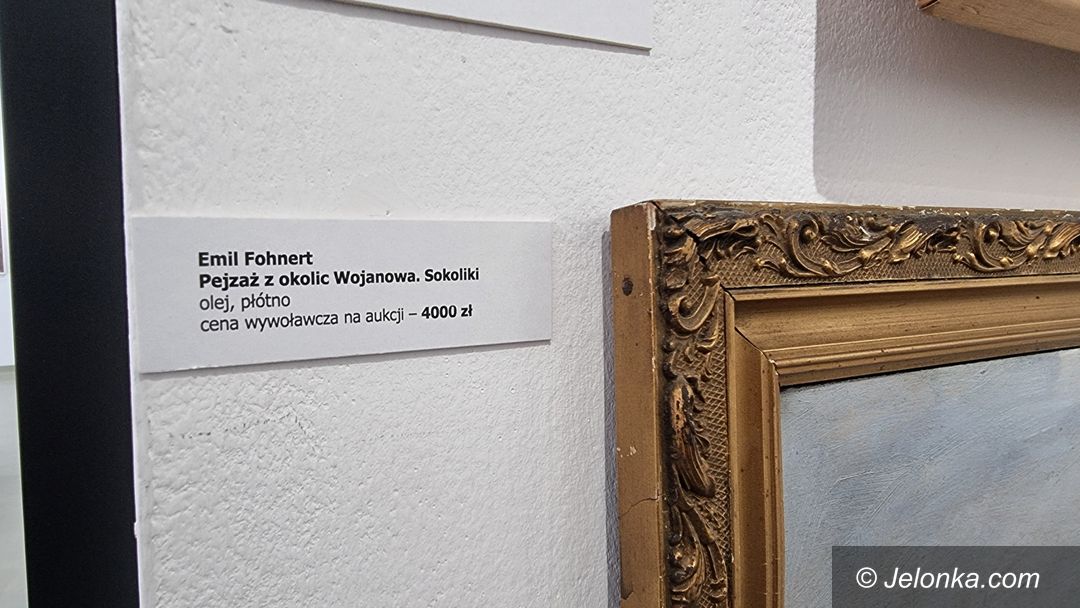 Emil Fohnert
Pejzaż z okolic Wojanowa. Sokoliki
olej, płótno
cena wywoławcza na aukcji – 4000 zł
© Jelonka.com